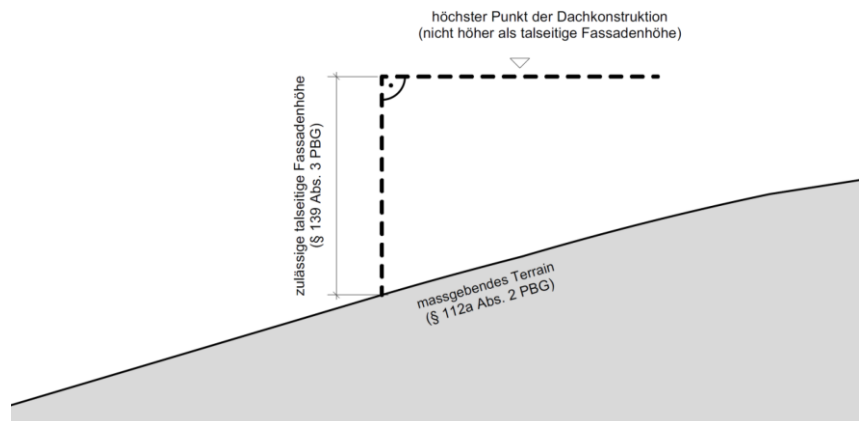 höchster Punkt der Dachkonstruktion
(nicht höher als talseitige Fassadenhöhe)
zulässige talseitige Fassadenhöhe
(§ 139 Abs. 3 PBG)
massgebendes Terrain
(§ 112a Abs. 2 PBG)